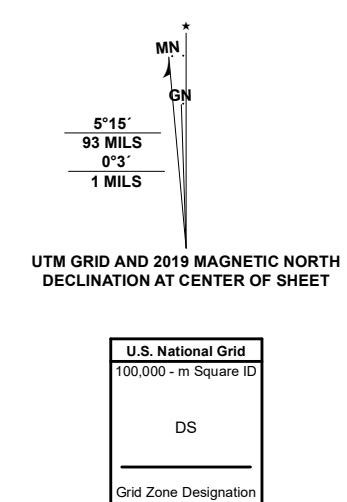 MN
GN
5°15´
93 MILS
0°3´
1 MILS
UTM GRID AND 2019 MAGNETIC NORTH
DECLINATION AT CENTER OF SHEET
U.S. National Grid
100,000 - m Square ID
DS
Grid Zone Designation